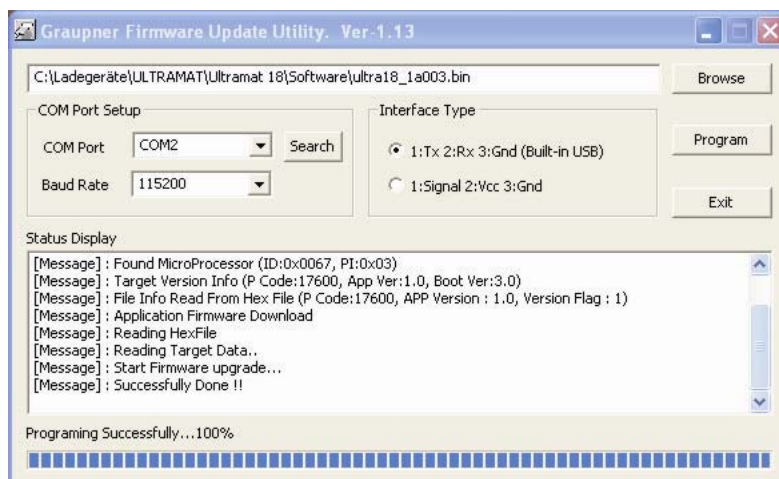 Graupner Firmware Update Utility. Ver-1.13
C:\Ladegeräte\ULTRAMAT\Ultramat 18\Software\ultra18_1a003.bin
Browse
COM Port Setup
COM Port
COM2
Search
Baud Rate
115200
Interface Type
1:Tx 2:Rx 3:Gnd (Built-in USB)
1:Signal 2:Vcc 3:Gnd
Program
Exit
Status Display
[Message] : Found MicroProcessor (ID:0x0067, PI:0x03)
[Message] : Target Version Info (P Code:17600, App Ver:1.0, Boot Ver:3.0)
[Message] : File Info Read From Hex File (P Code:17600, APP Version : 1.0, Version Flag : 1)
[Message] : Application Firmware Download
[Message] : Reading HexFile
[Message] : Reading Target Data..
[Message] : Start Firmware upgrade...
[Message] : Successfully Done !!
Programing Successfully...100%